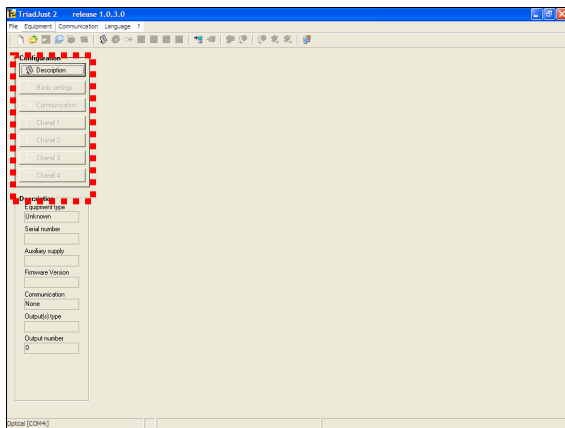 TriadJust 2 release 1.0.3.0
File Equipment Communication Language ?
Configuration
Description
Basic settings
Communication
Chanel 1
Chanel 2
Chanel 3
Chanel 4
Description
Equipment type
Unknown
Serial number
Auxiliary supply
Firmware Version
Communication
None
Output(s) type
Output number
0
Optical [COM4:]